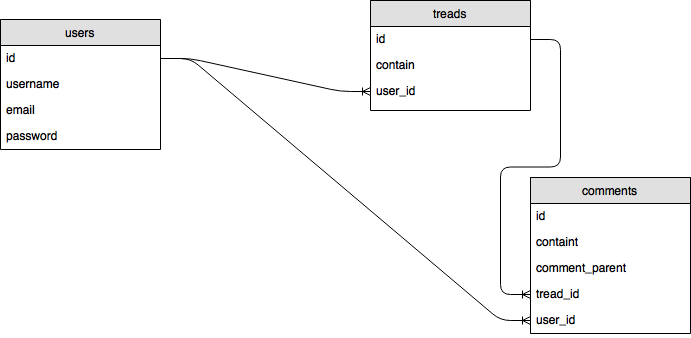 users
id
username
email
password
treads
id
contain
user_id
comments
id
containt
comment_parent
tread_id
user_id